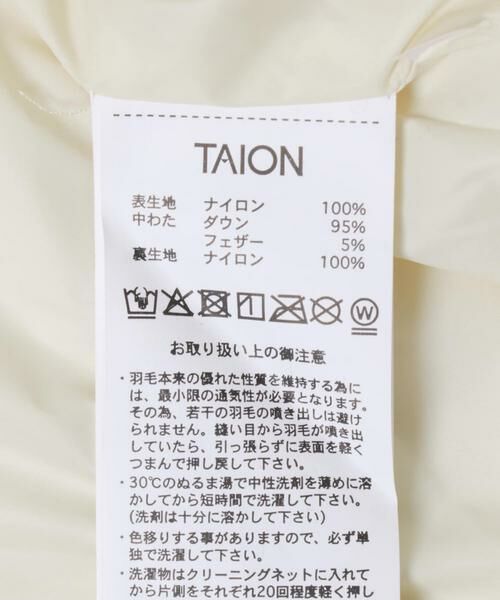 TAION
表生地 ナイロン 100%
中わた ダウン 95%
フェザー 5%
裏生地 ナイロン 100%
W
お取り扱い上の御注意
・羽毛本来の優れた性質を維持する為に
は、最小限の通気性が必要となります。
その為、若干の羽毛の噴き出しは避け
られません。縫い目から羽毛が噴き出
していたら、引っ張らずに表面を軽く
つまんで押し戻して下さい。
・30℃のぬるま湯で中性洗剤を薄めに溶
かしてから短時間で洗濯して下さい。
(洗剤は十分に溶かして下さい)
・色移りする事がありますので、必ず単
独で洗濯して下さい。
・洗濯物はクリーニングネットに入れて
から片側をそれぞれ20回程度軽く押し